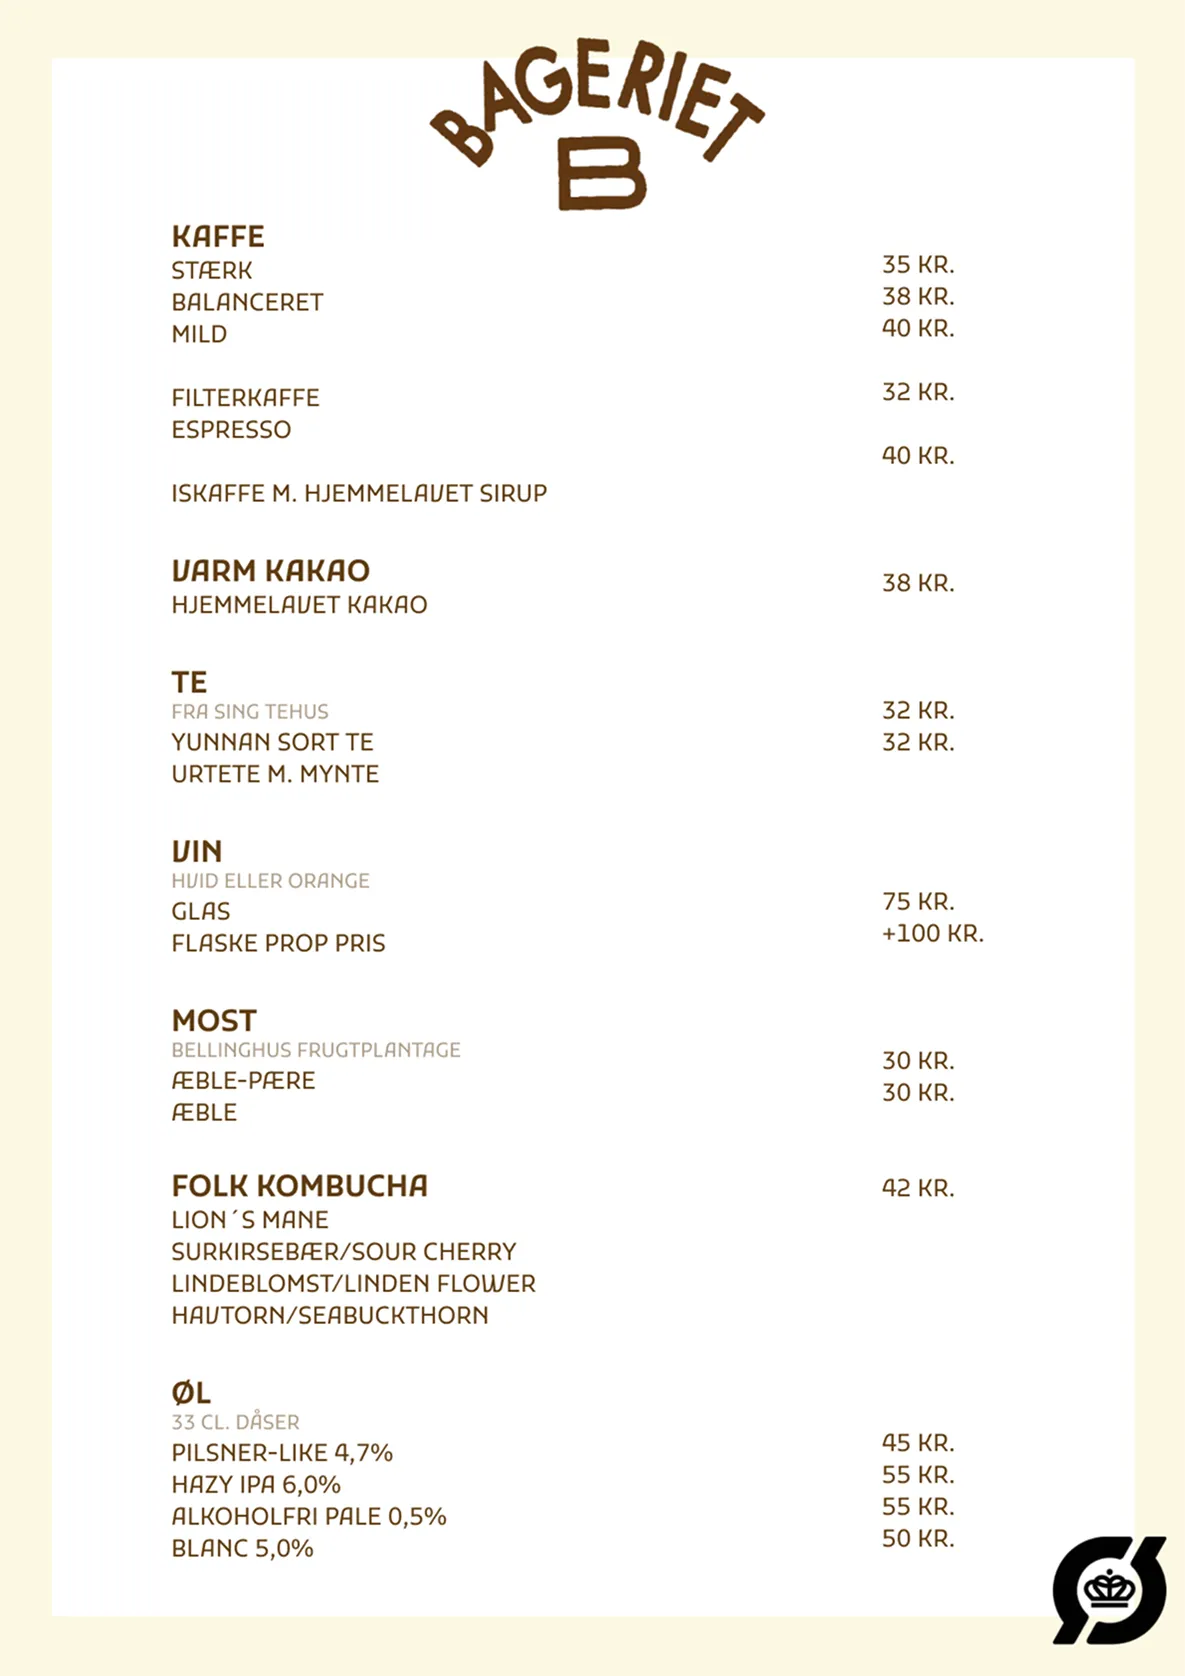 BAGERIET
B
KAFFE
STÆRK 35 KR.
BALANCERET 38 KR.
MILD 40 KR.
FILTERKAFFE 32 KR.
ESPRESSO
40 KR.
ISKAFFE M. HJEMMELAVET SIRUP
VARM KAKAO
38 KR.
HJEMMELAVET KAKAO
TE
FRA SING TEHUS 32 KR.
YUNNAN SORT TE 32 KR.
URTETE M. MYNTE
VIN
HVID ELLER ORANGE
GLAS 75 KR.
FLASKE PROP PRIS +100 KR.
MOST
BELLINGHUS FRUGTPLANTAGE
ÆBLE-PÆRE 30 KR.
ÆBLE 30 KR.
FOLK KOMBUCHA 42 KR.
LION´S MANE
SURKIRSEBÆR/SOUR CHERRY
LINDEBLOMST/LINDEN FLOWER
HAVTORN/SEABUCKTHORN
ØL
33 CL. DÅSER
PILSNER-LIKE 4,7% 45 KR.
HAZY IPA 6,0% 55 KR.
ALKOHOLFRI PALE 0,5% 55 KR.
BLANC 5,0% 50 KR.
Ø